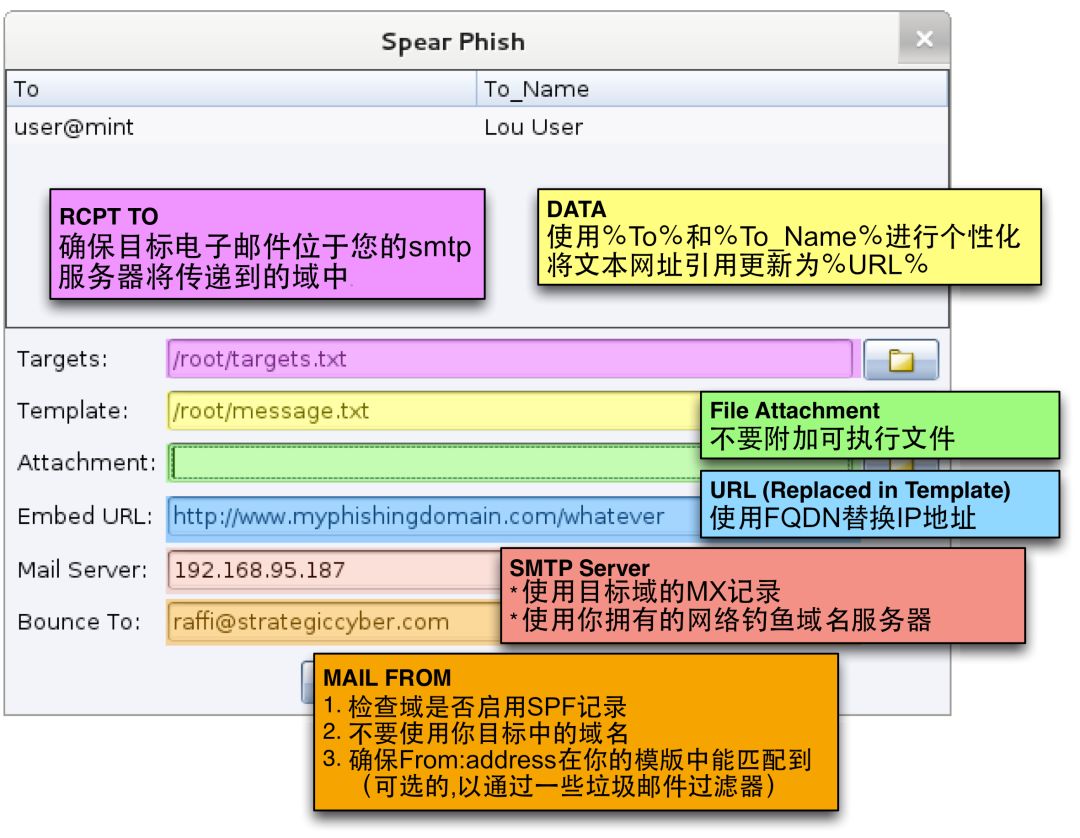 Spear Phish
To To_Name
user@mint Lou User
RCPT TO
确保目标电子邮件位于您的smtp
服务器将传递到的域中
DATA
使用%To%和%To_Name%进行个性化
将文本网址引用更新为%URL%
Targets: /root/targets.txt
Template: /root/message.txt
File Attachment
不要附加可执行文件
Attachment:
URL (Replaced in Template)
使用FQDN替换IP地址
Embed URL: http://www.myphishingdomain.com/whatever
Mail Server: 192.168.95.187
SMTP Server
*使用目标域的MX记录
*使用你拥有的网络钓鱼域名服务器
Bounce To: raffi@strategiccyber.com
MAIL FROM
1. 检查域是否启用SPF记录
2. 不要使用你目标中的域名
3. 确保From:address在你的模版中能匹配到
（可选的,以通过一些垃圾邮件过滤器）